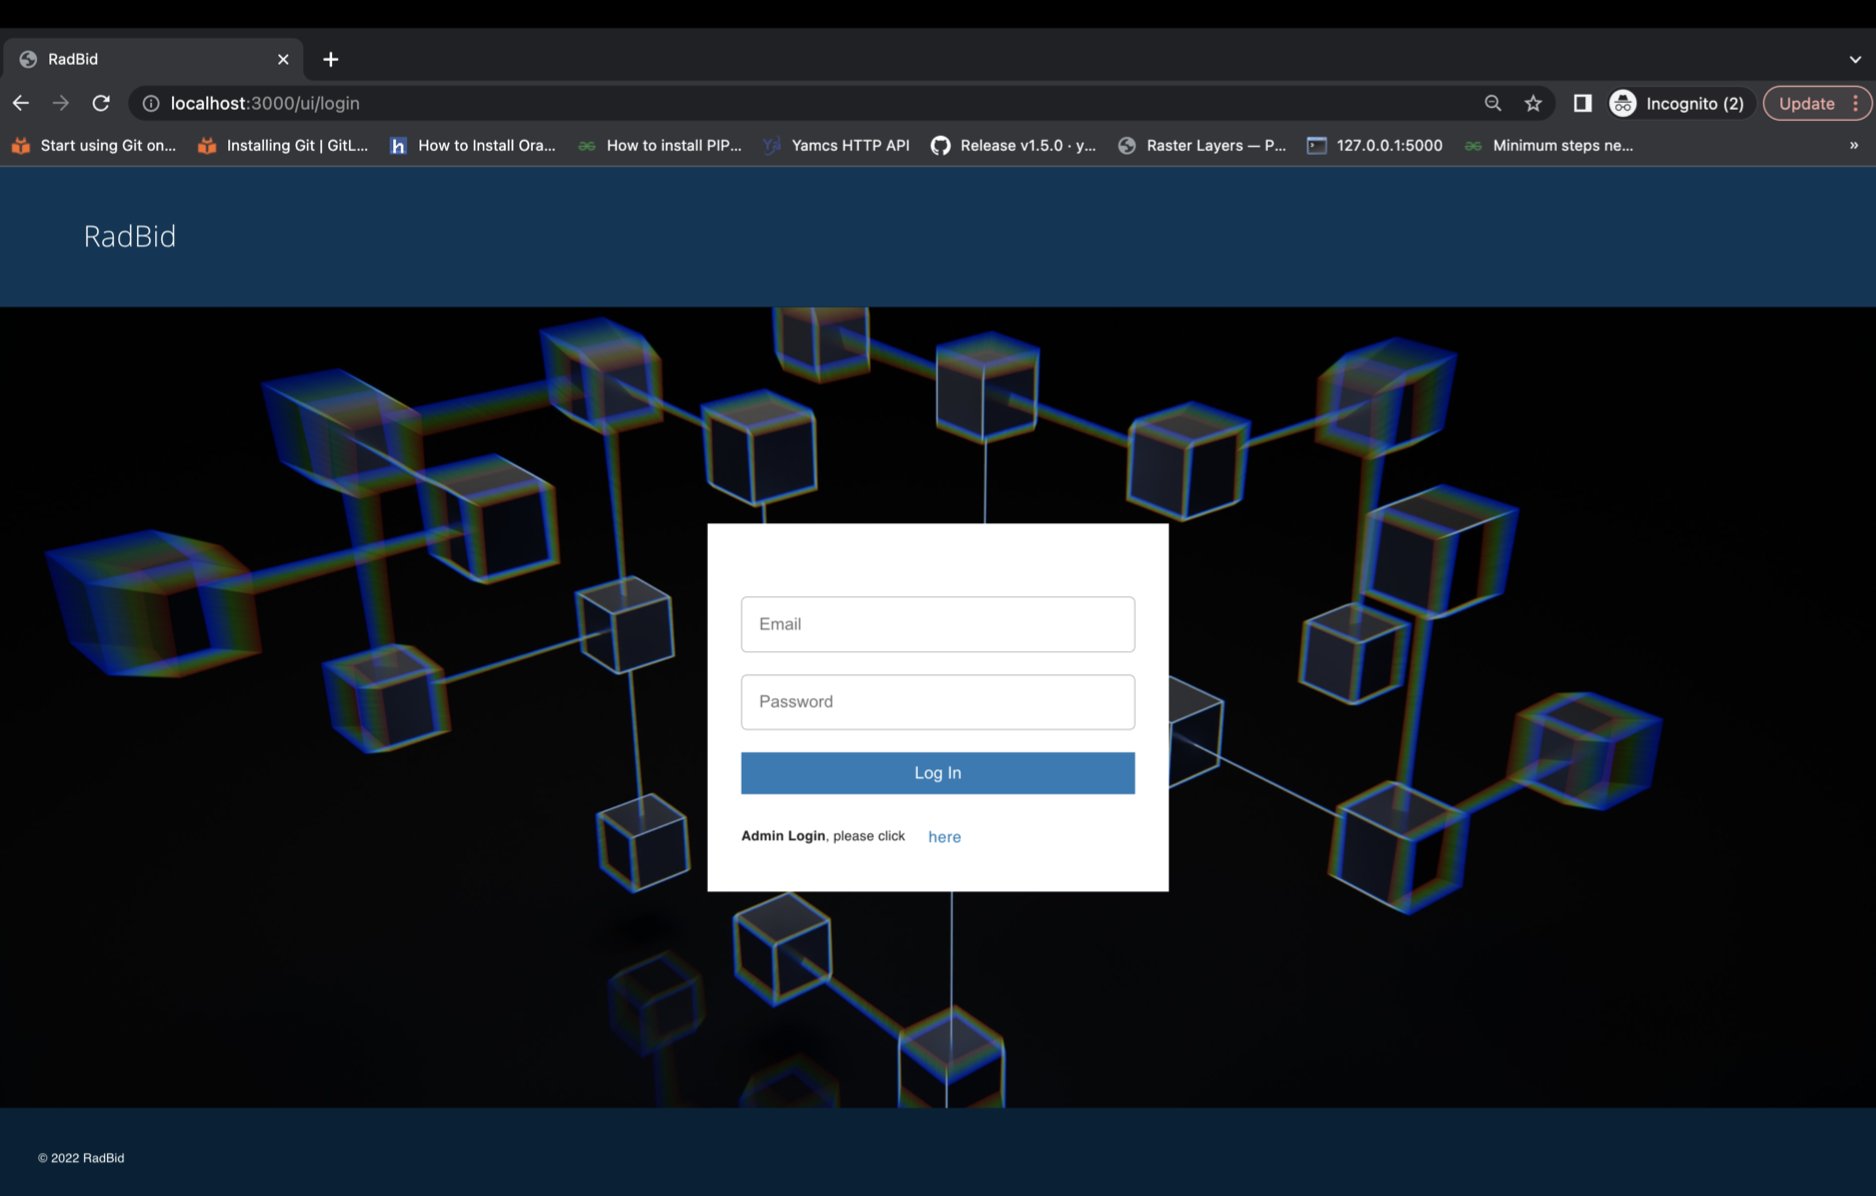 RadBid
localhost:3000/ui/login
Incognito (2)
Update
Start using Git on...
Installing Git | GitL...
h
How to Install Ora...
How to install PIP...
Yamcs HTTP API
Release v1.5.0 · y...
Raster Layers — P...
127.0.0.1:5000
Minimum steps ne...
»
RadBid
Email
Password
Log In
Admin Login, please click here
© 2022 RadBid